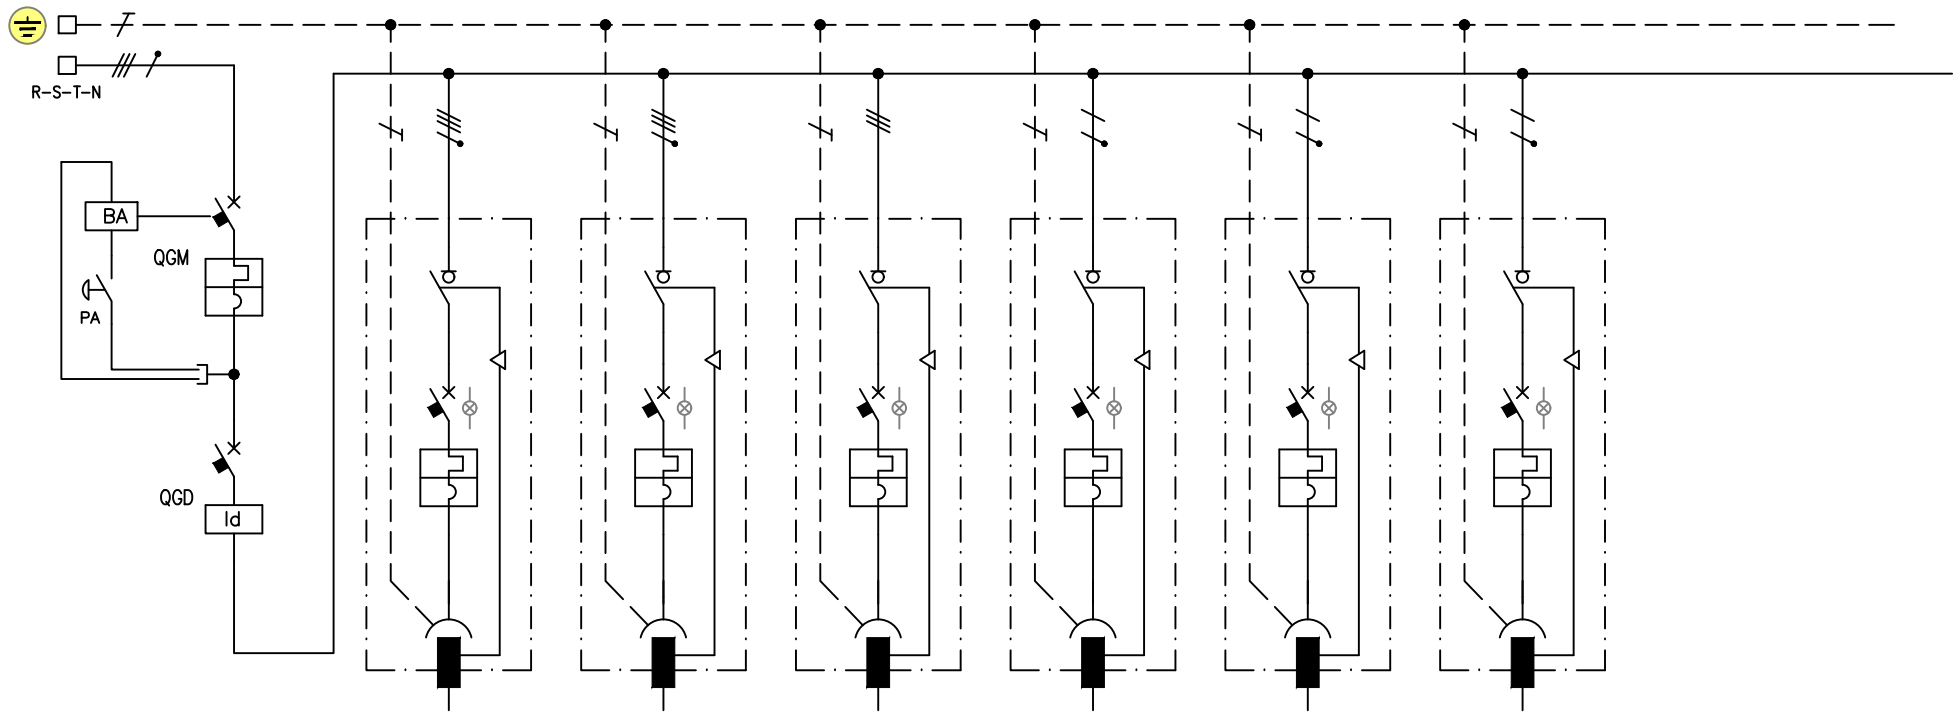 R-S-T-N
BA
QGM
PA
QGD
Id